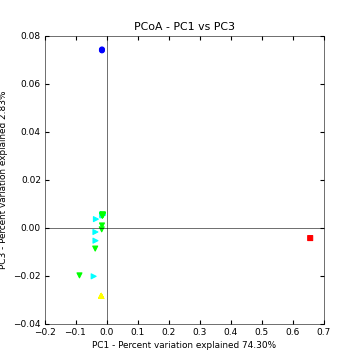 PCoA - PC1 vs PC3
0.08
0.06
0.04
0.02
0.00
−0.02
−0.04
PC3 - Percent variation explained 2.83%
−0.2 −0.1 0.0 0.1 0.2 0.3 0.4 0.5 0.6 0.7
PC1 - Percent variation explained 74.30%